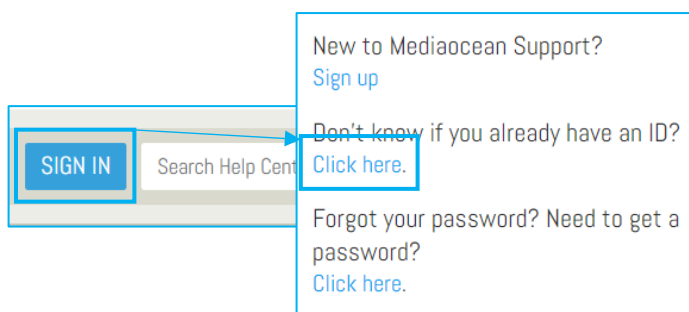 SIGN IN
Search Help Cent
New to Mediaocean Support?
Sign up
Don't know if you already have an ID?
Click here.
Forgot your password? Need to get a
password?
Click here.